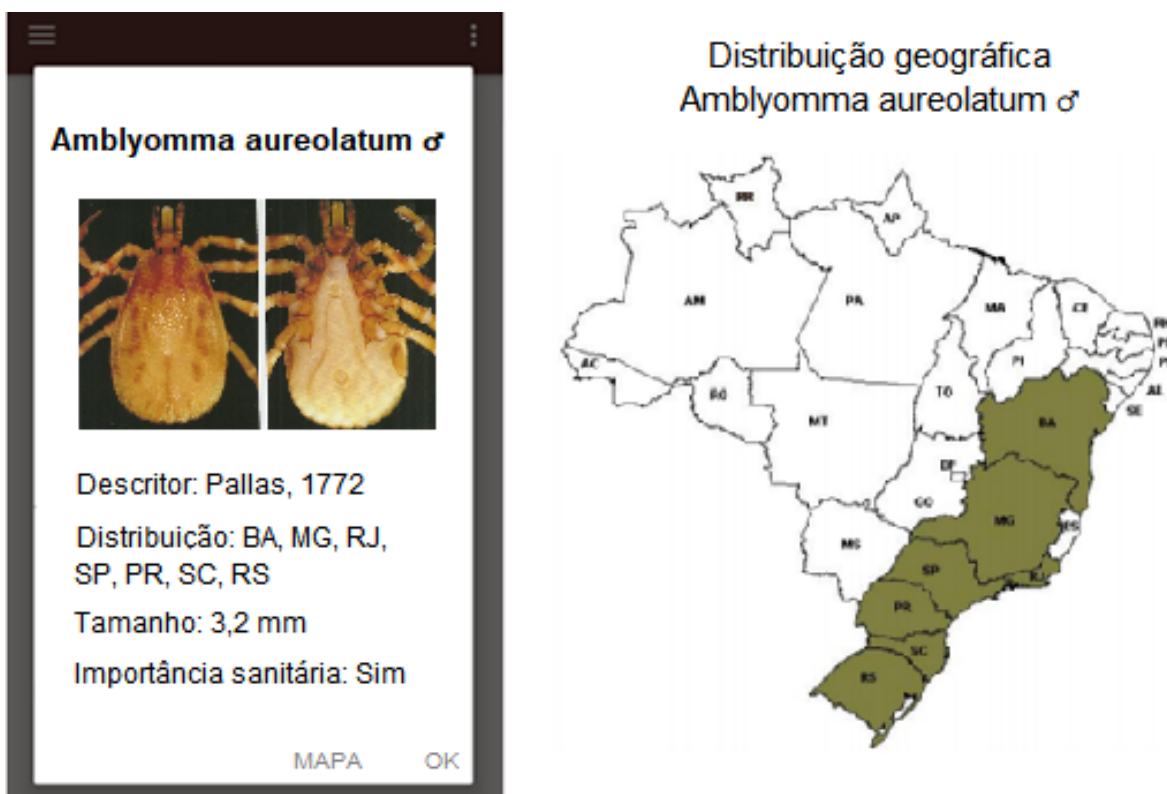 Amblyomma aureolatum ♂
Descritor: Pallas, 1772
Distribuição: BA, MG, RJ,
SP, PR, SC, RS
Tamanho: 3,2 mm
Importância sanitária: Sim
MAPA OK
Distribuição geográfica
Amblyomma aureolatum ♂
RR
AP
AM
PA
MA
CE
PI
AC
RO
TO
AL
SE
MT
BA
DF
GO
MG
ES
MS
SP
RJ
PR
SC
RS